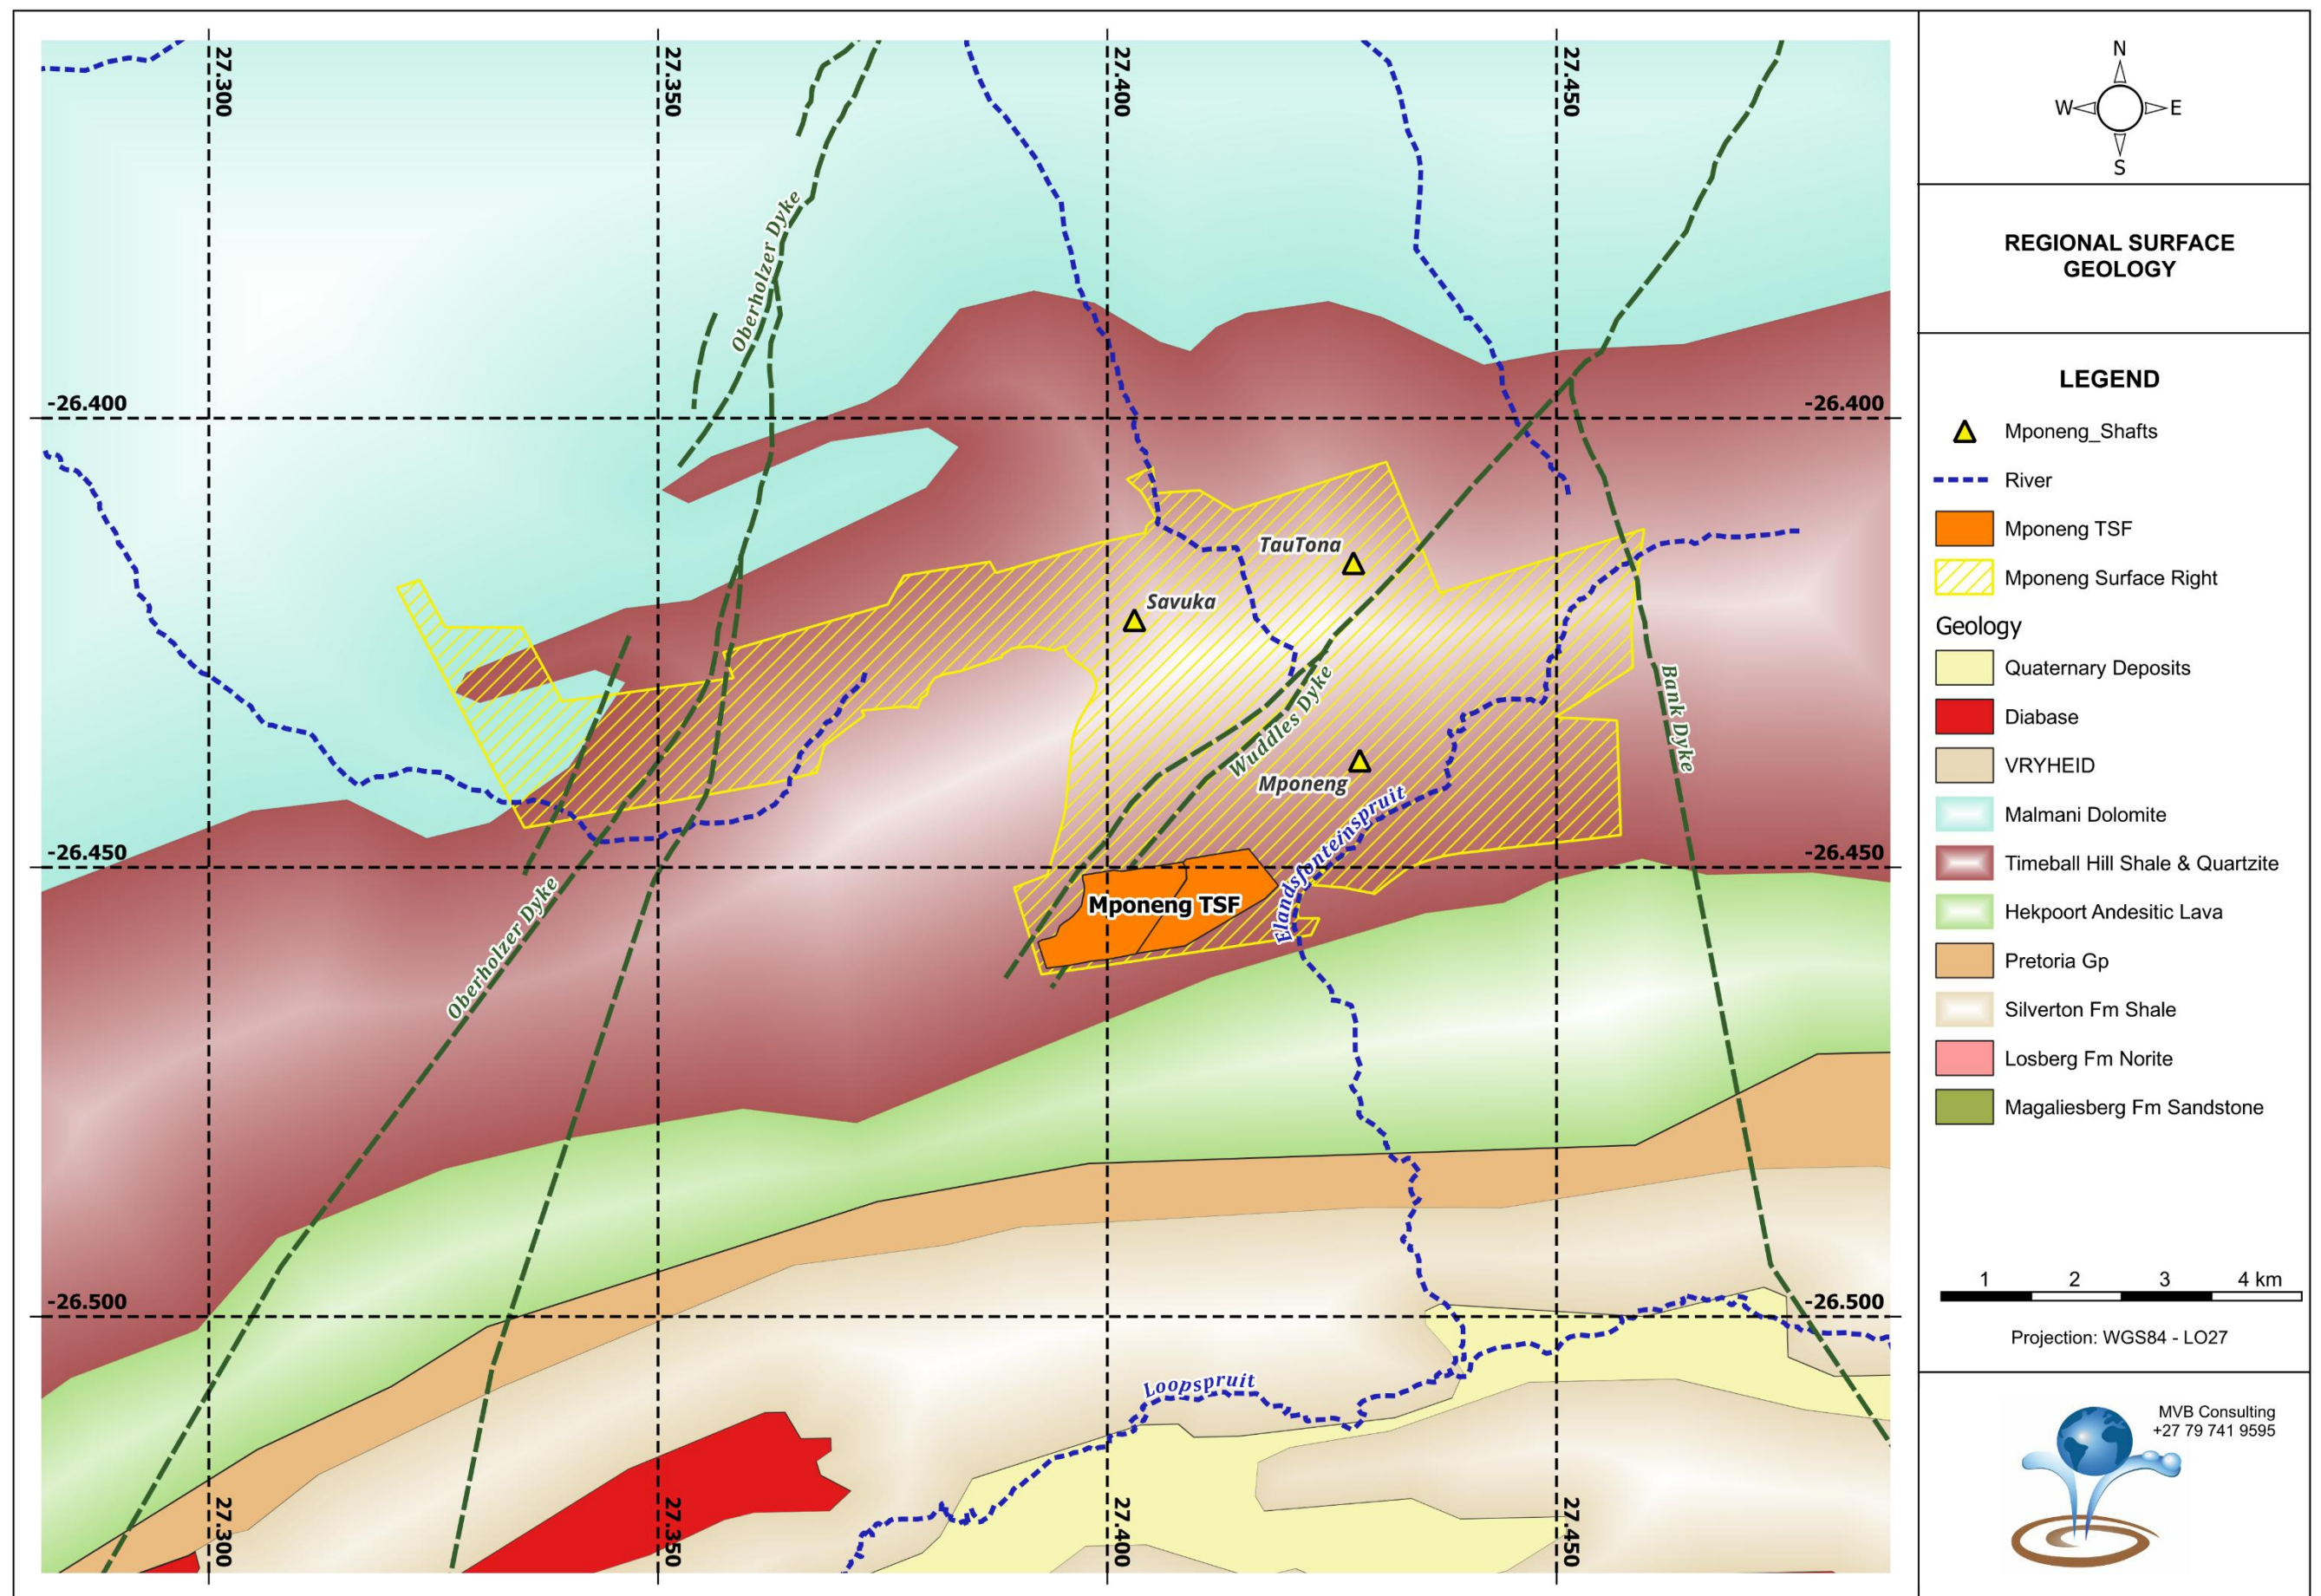 27.300
27.350
27.400
27.450
Oberholzer Dyke
-26.400
-26.400
TauTona
Savuka
Wuddles Dyke
Bank Dyke
Mponeng
Elandsfonteinspruit
-26.450
-26.450
Mponeng TSF
Oberholzer Dyke
-26.500
-26.500
Loopspruit
27.300
27.350
27.400
27.450
N
W
E
S
REGIONAL SURFACE
GEOLOGY
LEGEND
Mponeng_Shafts
River
Mponeng TSF
Mponeng Surface Right
Geology
Quaternary Deposits
Diabase
VRYHEID
Malmani Dolomite
Timeball Hill Shale & Quartzite
Hekpoort Andesitic Lava
Pretoria Gp
Silverton Fm Shale
Losberg Fm Norite
Magaliesberg Fm Sandstone
1 2 3 4 km
Projection: WGS84 - LO27
MVB Consulting
+27 79 741 9595